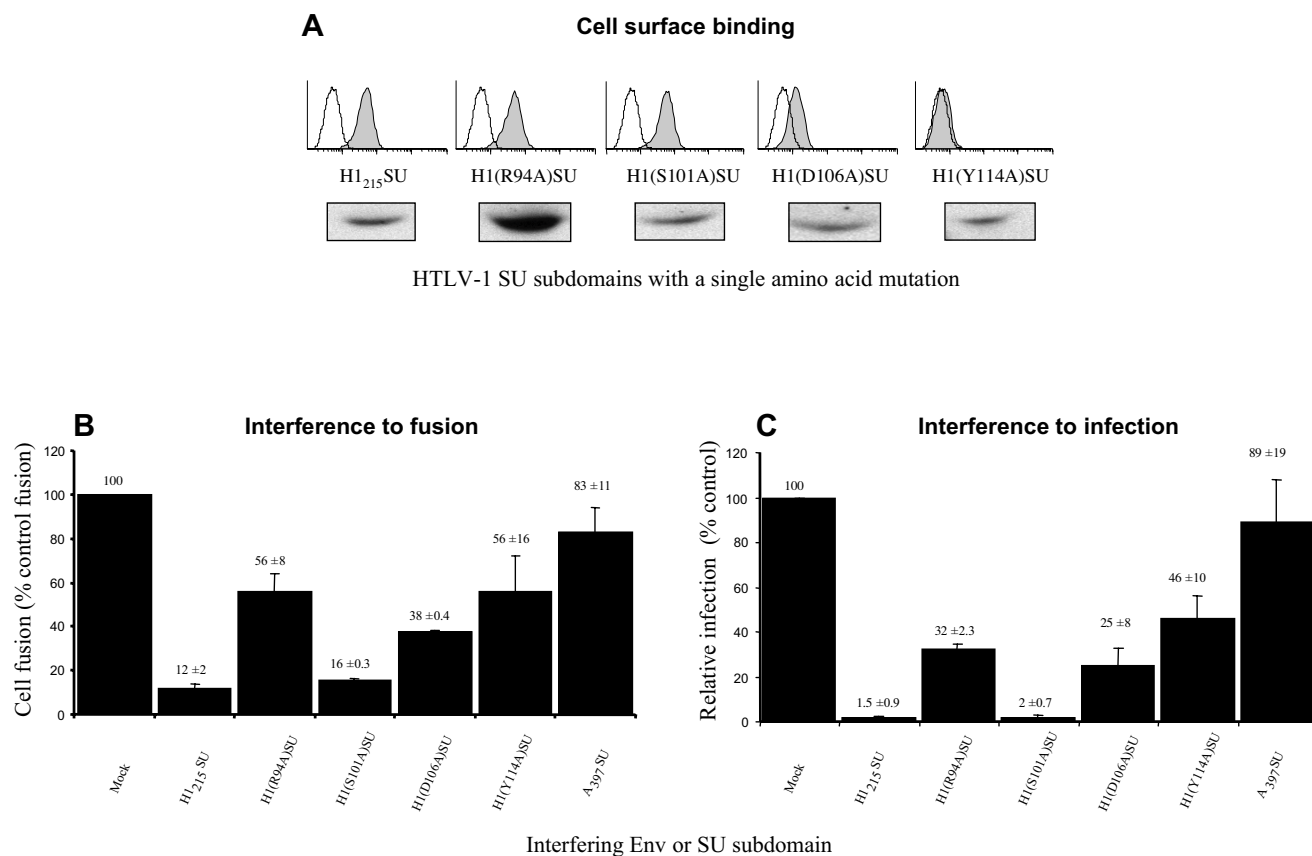 A
Cell surface binding
H1215SU
H1(R94A)SU
H1(S101A)SU
H1(D106A)SU
H1(Y114A)SU
HTLV-1 SU subdomains with a single amino acid mutation
B
Interference to fusion
Cell fusion (% control fusion)
120
100
80
60
40
20
0
100
12 ±2
56 ±8
16 ±0.3
38 ±0.4
56 ±16
83 ±11
Mock
H1215 SU
H1(R94A)SU
H1(S101A)SU
H1(D106A)SU
H1(Y114A)SU
A397SU
C
Interference to infection
Relative infection (% control)
120
100
80
60
40
20
0
100
1.5 ±0.9
32 ±2.3
2 ±0.7
25 ±8
46 ±10
89 ±19
Mock
H1215 SU
H1(R94A)SU
H1(S101A)SU
H1(D106A)SU
H1(Y114A)SU
A397SU
Interfering Env or SU subdomain